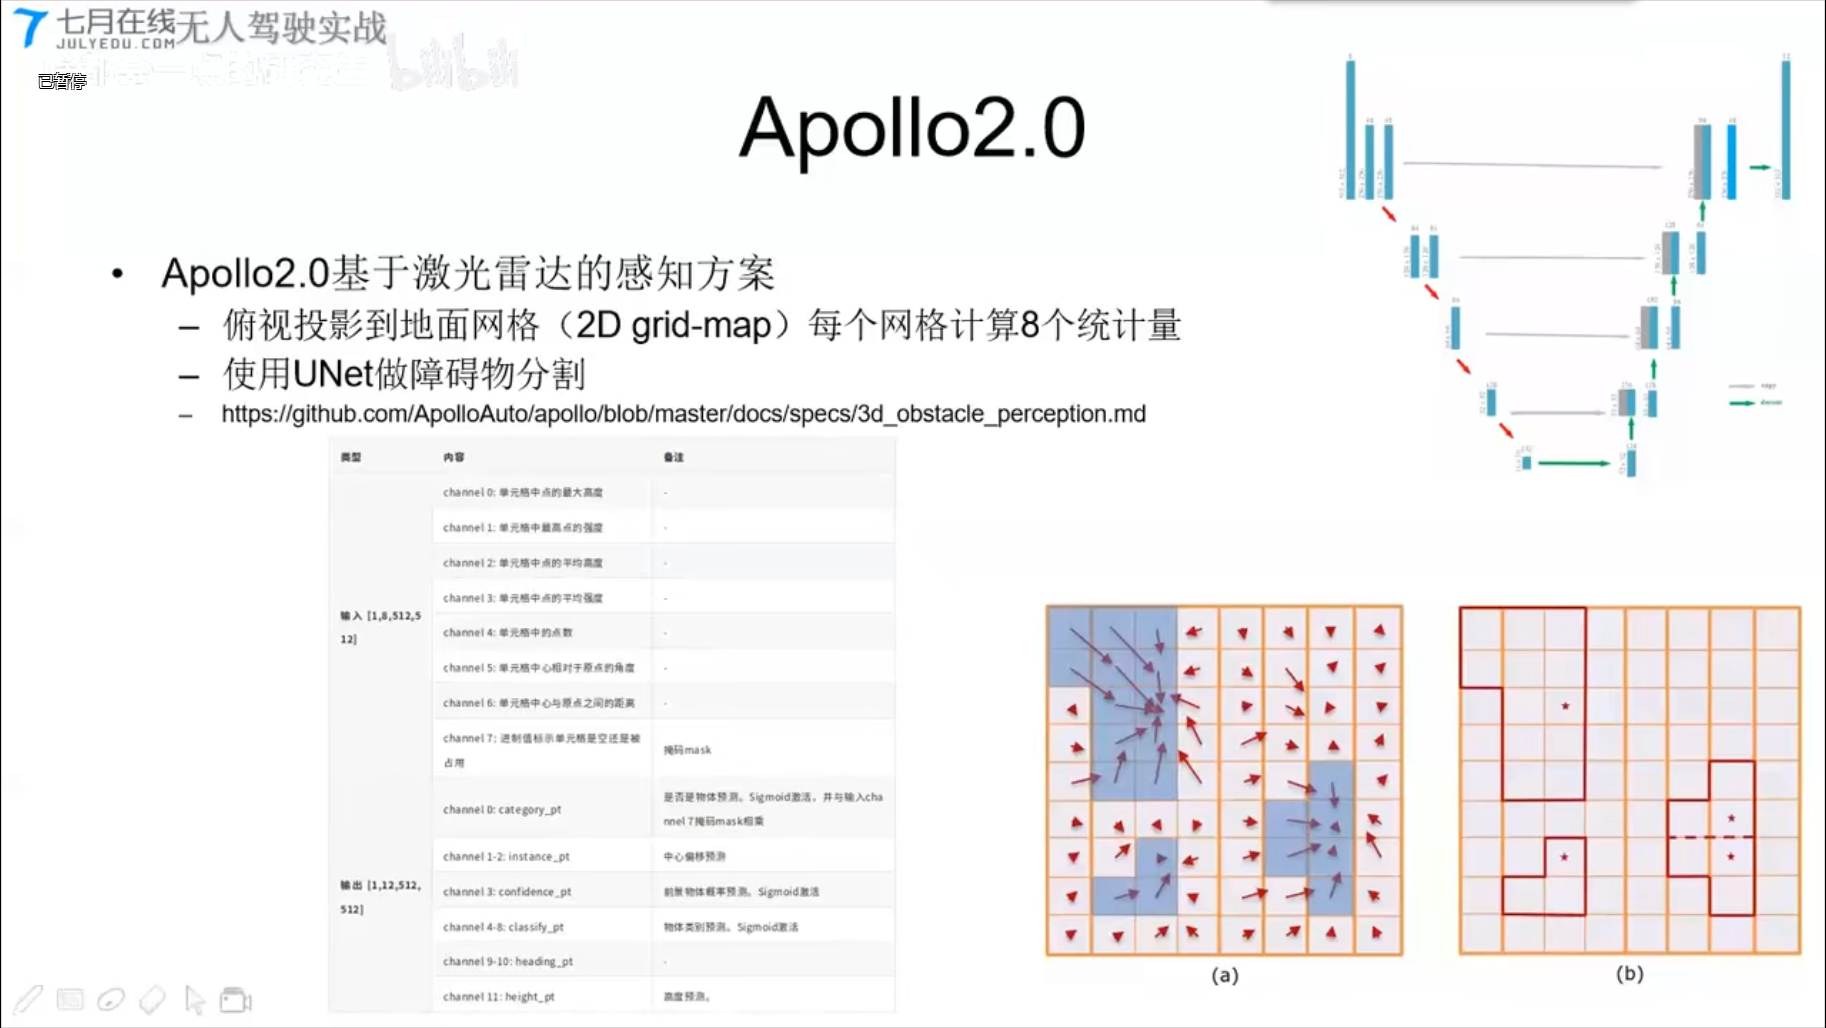 七月在线
JULYEDU.COM
无人驾驶实战
bilibili
已暂停
Apollo2.0
• Apollo2.0基于激光雷达的感知方案
– 俯视投影到地面网格（2D grid-map）每个网格计算8个统计量
– 使用UNet做障碍物分割
– https://github.com/ApolloAuto/apollo/blob/master/docs/specs/3d_obstacle_perception.md
类型 内容 备注
输入 [1,8,512,5
12]
channel 0: 单元格中点的最大高度 -
channel 1: 单元格中最高点的强度 -
channel 2: 单元格中点的平均高度 -
channel 3: 单元格中点的平均强度 -
channel 4: 单元格中的点数 -
channel 5: 单元格中心相对于原点的角度 -
channel 6: 单元格中心与原点之间的距离 -
channel 7: 进制值标示单元格是空还是被
占用
掩码mask
输出 [1,12,512,
512]
channel 0: category_pt
是否是物体预测。Sigmoid激活，并与输入cha
nnel 7掩码mask相乘
channel 1-2: instance_pt 中心偏移预测
channel 3: confidence_pt 前景物体概率预测。Sigmoid激活
channel 4-8: classify_pt 物体类别预测。Sigmoid激活
channel 9-10: heading_pt -
channel 11: height_pt 高度预测。
copy
(a)
(b)